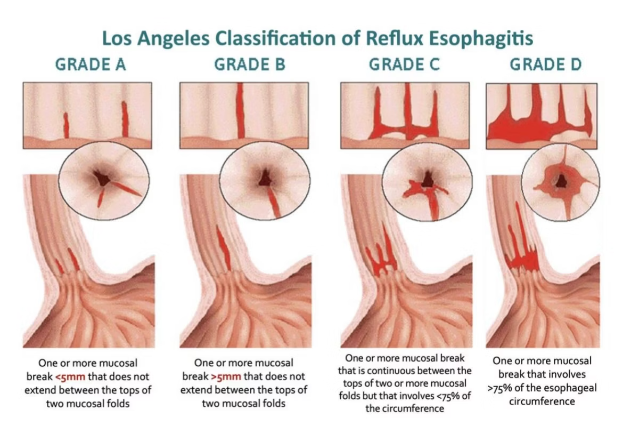 Los Angeles Classification of Reflux Esophagitis
GRADE A
GRADE B
GRADE C
GRADE D
One or more mucosal
break <5mm that does not
extend between the tops of
two mucosal folds
One or more mucosal
break >5mm that does not
extend between the tops of
two mucosal folds
One or more mucosal break
that is continuous between the
tops of two or more mucosal
folds but that involves <75% of
the circumference
One or more mucosal
break that involves
>75% of the esophageal
circumference